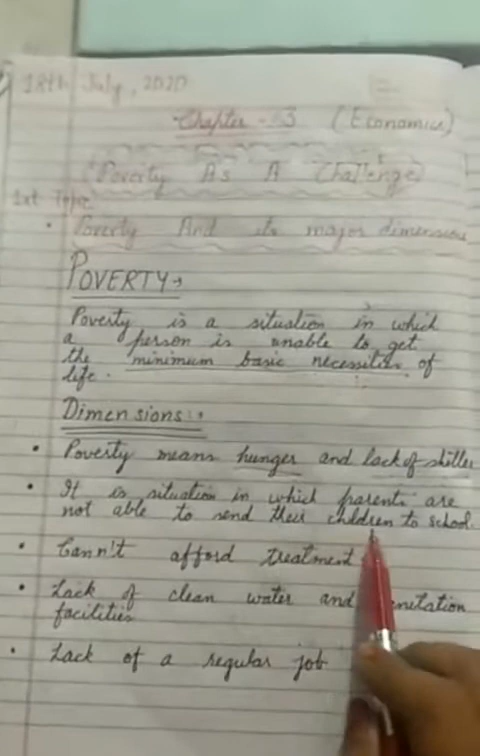 18th July, 2020
Chapter - 3 (Economics)
(Poverty As A Challenge)
1st Topic
• Poverty And its major dimensions
POVERTY→
Poverty is a situation in which
a person is unable to get
the minimum basic necessities of
life.
Dimensions:→
• Poverty means hunger and lack of shilter
• It is situation in which parents are
not able to send their children to school.
• Cann't afford treatment
• Lack of clean water and
facilities
• Lack of a regular job